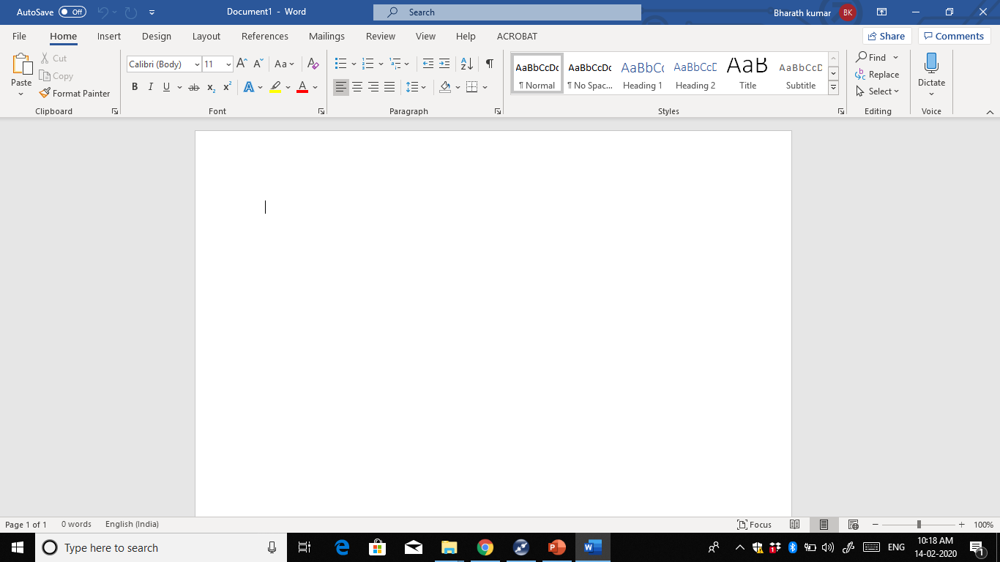 AutoSave Off Document1 - Word Search Bharath kumar BK
File Home Insert Design Layout References Mailings Review View Help ACROBAT Share Comments
Paste
Cut
Copy
Format Painter
Clipboard
Calibri (Body) 11 Aa
B I U ab x2 x2 A A
Font
Paragraph
AaBbCcDc AaBbCcDc AaBbCc AaBbCcD AaB AaBbCcD
¶ Normal ¶ No Spac... Heading 1 Heading 2 Title Subtitle
Styles
Find
Replace
Select
Editing
Dictate
Voice
Page 1 of 1 0 words English (India) Focus 100%
Type here to search ENG 10:18 AM
14-02-2020
1